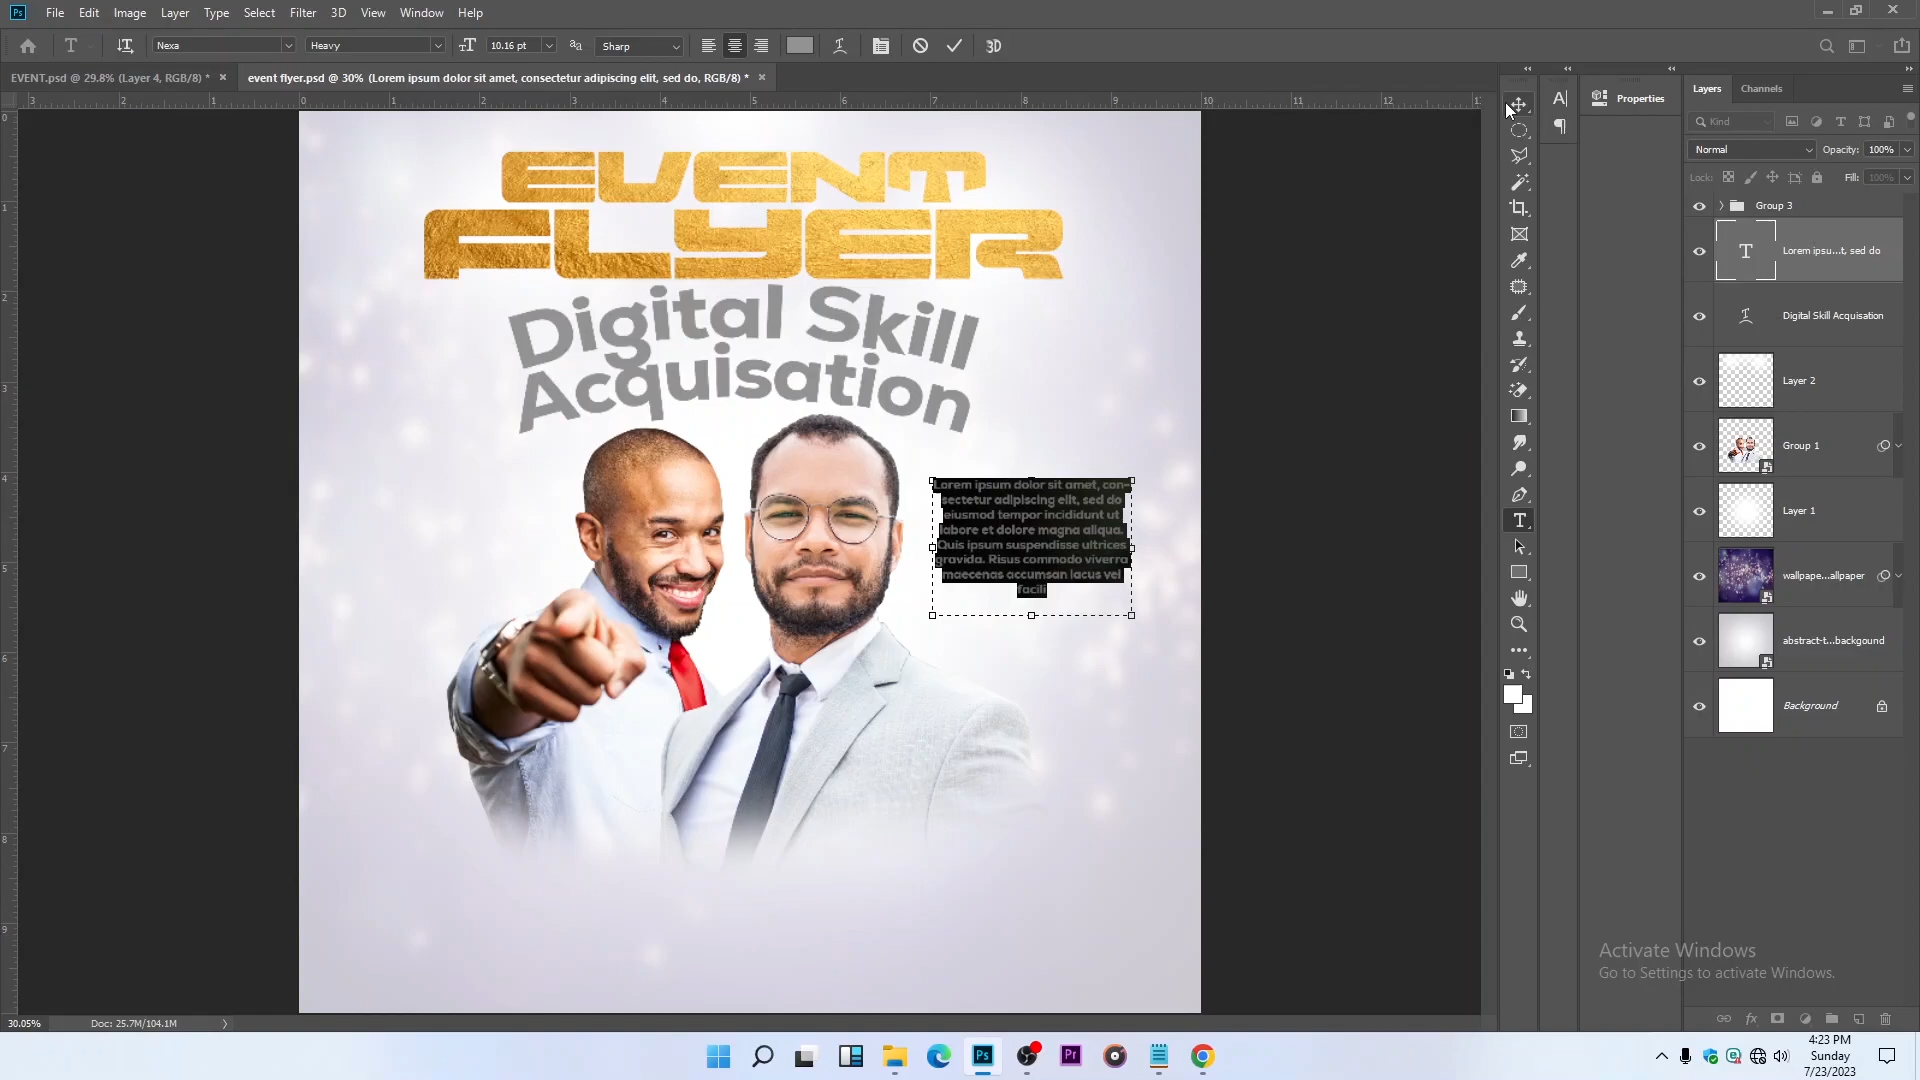 Ps File Edit Image Layer Type Select Filter 3D View Window Help
Nexa Heavy 10.16 pt Sharp 3D
EVENT.psd @ 29.8% (Layer 4, RGB/8) * event flyer.psd @ 30% (Lorem ipsum dolor sit amet, consectetur adipiscing elit, sed do, RGB/8) *
EVENT
FLYER
Digital Skill
Acquisation
Lorem ipsum dolor sit amet, con-
sectetur adipiscing elit, sed do
eiusmod tempor incididunt ut
labore et dolore magna aliqua.
Quis ipsum suspendisse ultrices
gravida. Risus commodo viverra
maecenas accumsan lacus vel
facili
Properties
Layers Channels
Kind
Normal Opacity: 100%
Lock: Fill: 100%
Group 3
Lorem ipsu...t, sed do
Digital Skill Acquisation
Layer 2
Group 1
Layer 1
wallpape...allpaper
abstract-t...backgound
Background
Activate Windows
Go to Settings to activate Windows.
30.05% Doc: 25.7M/104.1M
4:23 PM
Sunday
7/23/2023